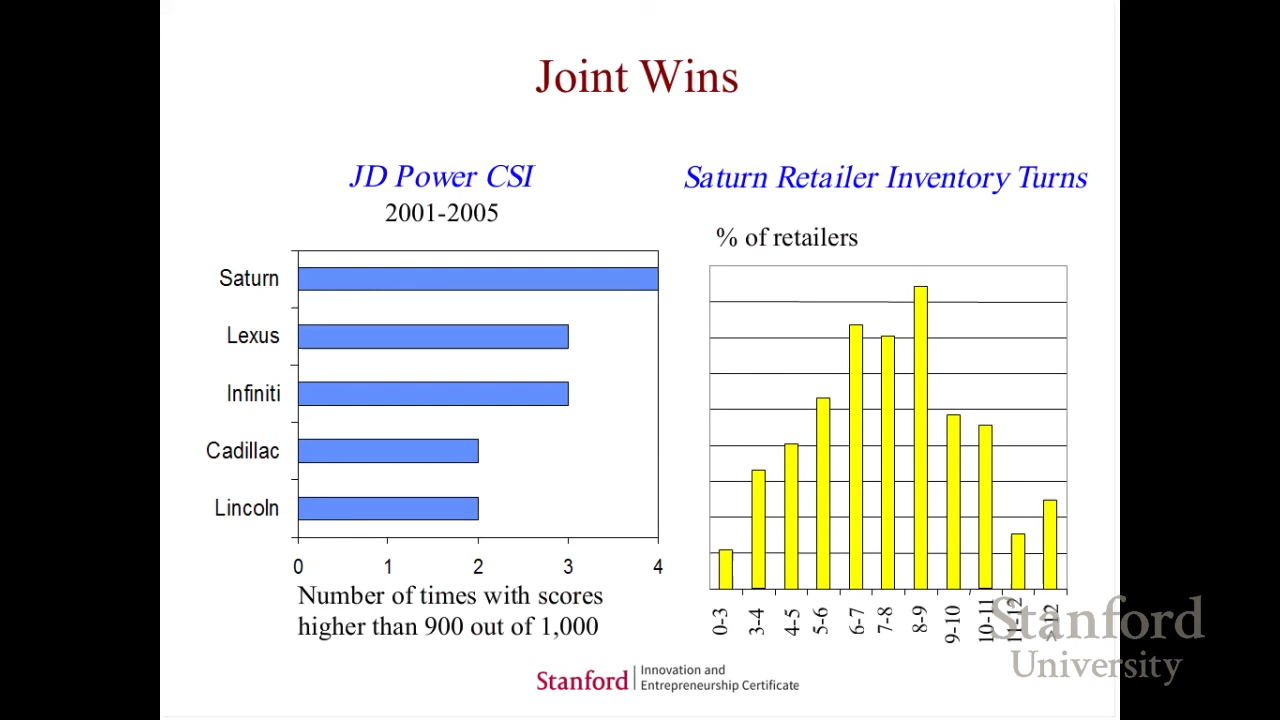 Joint Wins
JD Power CSI
2001-2005
Saturn
Lexus
Infiniti
Cadillac
Lincoln
0 1 2 3 4
Number of times with scores
higher than 900 out of 1,000
Saturn Retailer Inventory Turns
% of retailers
0-3 3-4 4-5 5-6 6-7 7-8 8-9 9-10 10-11 11-12 >12
Stanford
University
Stanford
Innovation and
Entrepreneurship Certificate